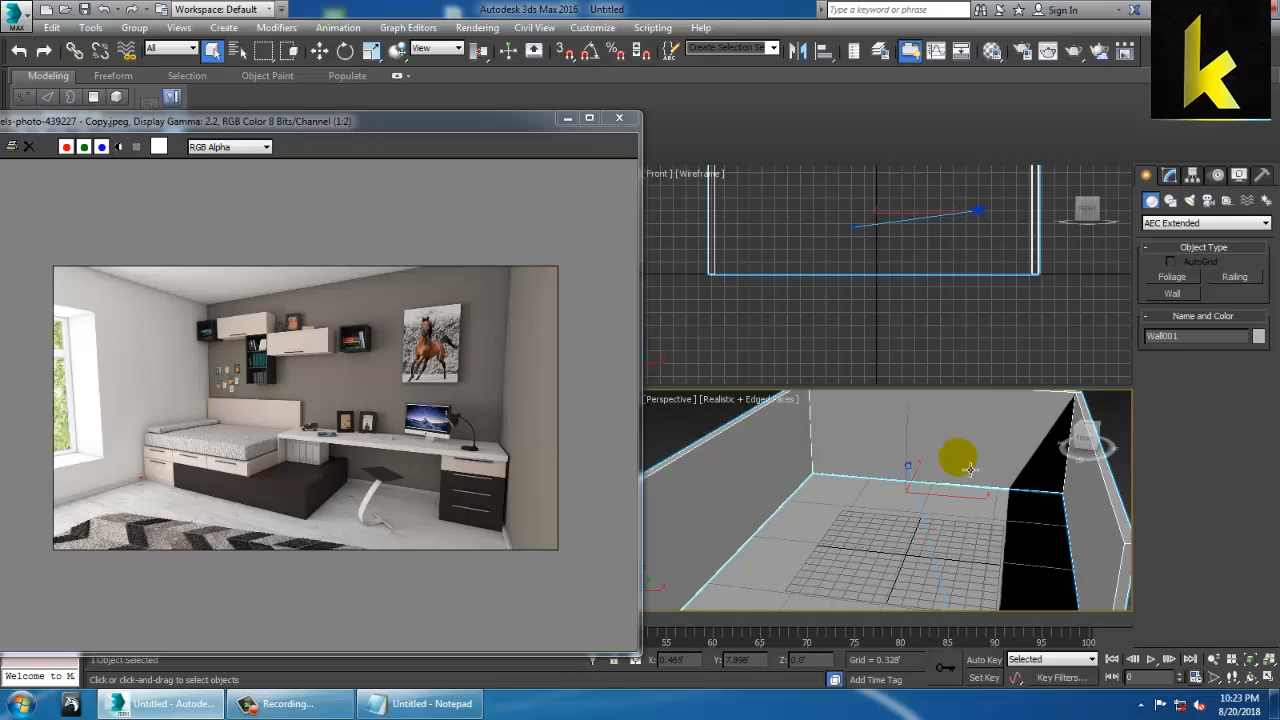 MAX
Workspace: Default
Autodesk 3ds Max 2016 Untitled
Type a keyword or phrase
Sign In
Edit Tools Group Views Create Modifiers Animation Graph Editors Rendering Civil View Customize Scripting Help
All
View
Create Selection Se
Modeling Freeform Selection Object Paint Populate
els-photo-439227 - Copy.jpeg, Display Gamma: 2.2, RGB Color 8 Bits/Channel (1:2)
RGB Alpha
[Front] [Wireframe]
FRONT
AEC Extended
Object Type
AutoGrid
Foliage Railing
Wall
Name and Color
Wall001
[Perspective] [Realistic + Edged Faces]
FRONT
55 60 65 70 75 80 85 90 95 100
1 Object Selected
X: 0.463' Y: 7.898' Z: 0.0' Grid = 0.328'
Auto Key Selected
Welcome to M
Click or click-and-drag to select objects
Add Time Tag
Set Key Key Filters... 0
Untitled - Autode...
Recording...
Untitled - Notepad
10:23 PM
8/20/2018